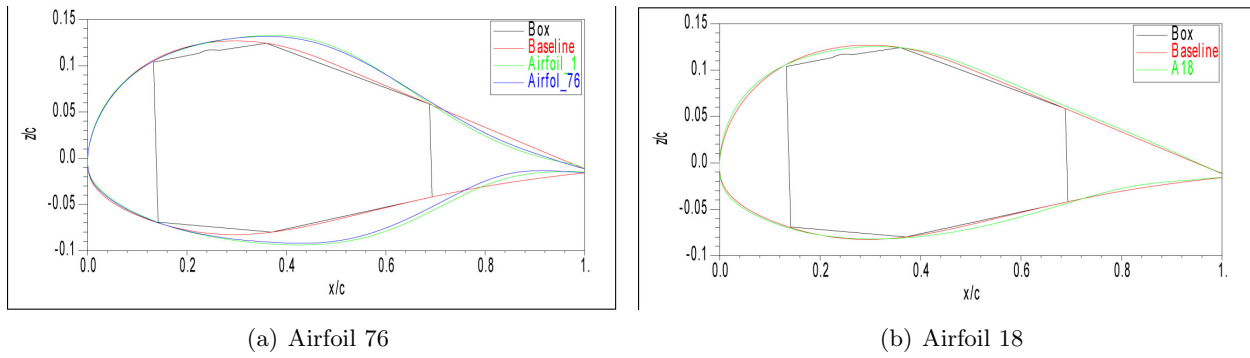 0.15
0.1
0.05
0.0
-0.05
-0.1
z/c
0.0 0.2 0.4 0.6 0.8 1.
x/c
Box
Baseline
Airfoil_1
Airfol_76
(a) Airfoil 76
0.15
0.1
0.05
0.0
-0.05
-0.1
z/c
0.0 0.2 0.4 0.6 0.8 1.
x/c
Box
Baseline
A18
(b) Airfoil 18